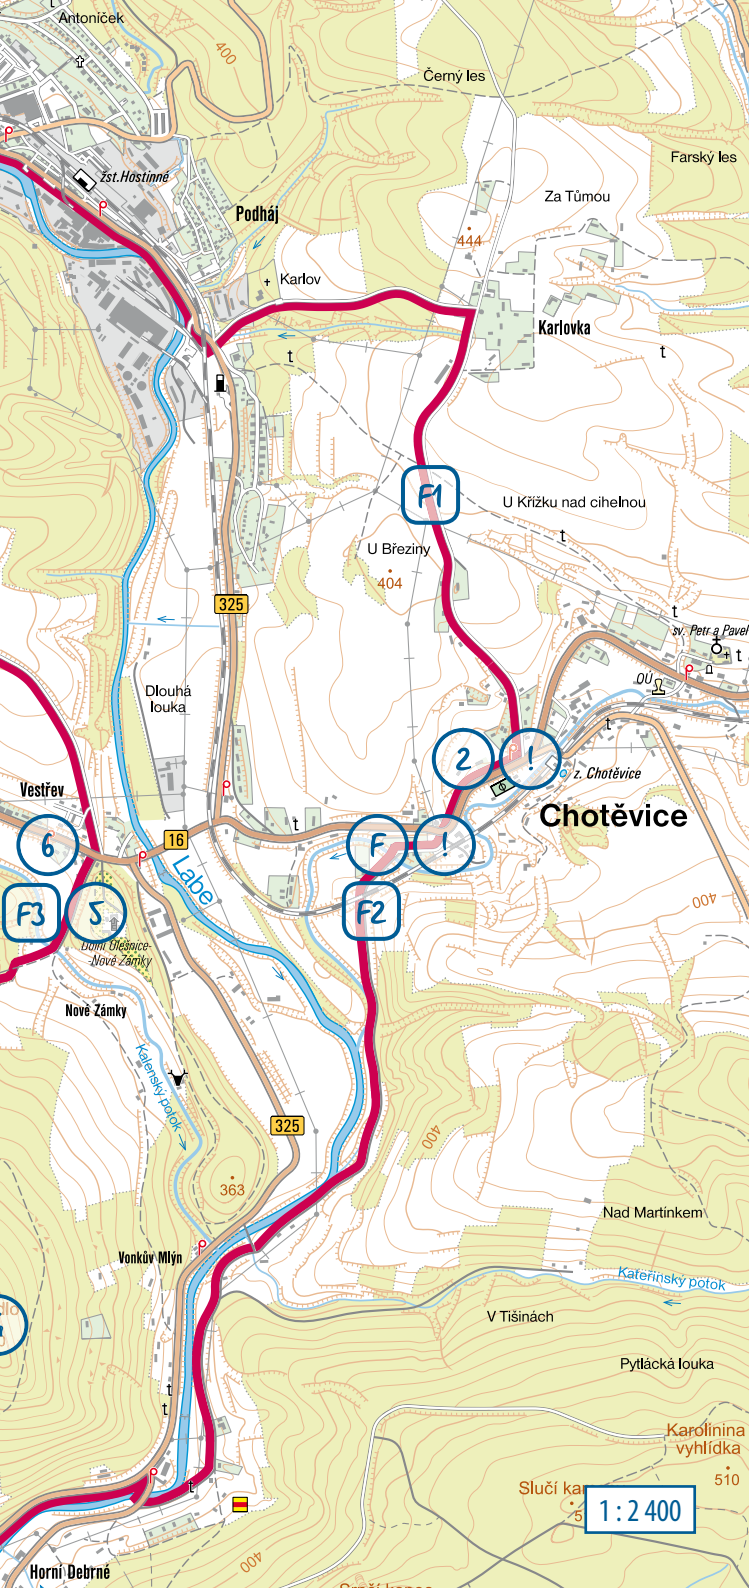 Antoníček
400
Černý les
Farský les
žst.Hostinné
Za Tůmou
Podháj
444
Karlov
Karlovka
t
t
F1
U Křížku nad cihelnou
t
U Březiny
404
325
t
sv. Petr a Pavel
t
OÚ
Dlouhá
louka
t
2
!
z. Chotěvice
Vestřev
Chotěvice
t
16
6
F
!
Labe
400
F3
5
F2
Dolní Olešnice-
-Nové Zámky
Nové Zámky
Kalenský potok
325
400
363
Nad Martínkem
Vonkův Mlýn
Kateřinský potok
V Tišinách
Pytlácká louka
t
t
Karolinina
vyhlídka
510
t
Slučí
1 : 2 400
Horní Debrné
400